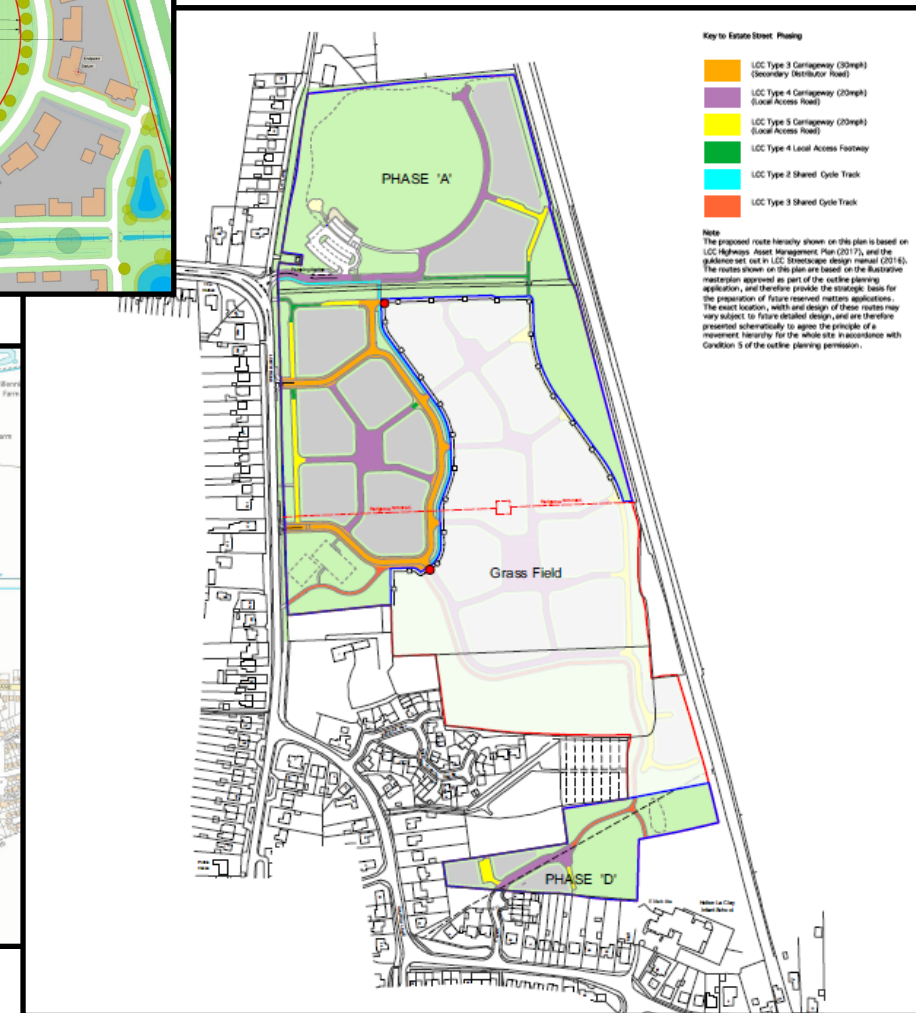 Key to Estate Street Phasing
LCC Type 3 Carriageway (30mph)
(Secondary Distributor Road)
LCC Type 4 Carriageway (20mph)
(Local Access Road)
LCC Type 5 Carriageway (20mph)
(Local Access Road)
LCC Type 4 Local Access Footway
LCC Type 2 Shared Cycle Track
LCC Type 3 Shared Cycle Track
Note
The proposed route hierachy shown on this plan is based on
LCC Highways Asset Management Plan (2017), and the
guidance set out in LCC Streetscape design manual (2016).
The routes shown on this plan are based on the illustrative
masterplan approved as part of the outline planning
application, and therefore provide the strategic basis for
the preparation of future reserved matters applications.
The exact location, width and design of these routes may
vary subject to future detailed design, and are therefore
presented schematically to agree the principle of a
movement hierarchy for the whole site in accordance with
Condition 5 of the outline planning permission.
PHASE 'A'
Grass Field
PHASE 'D'
Infant School
Farm